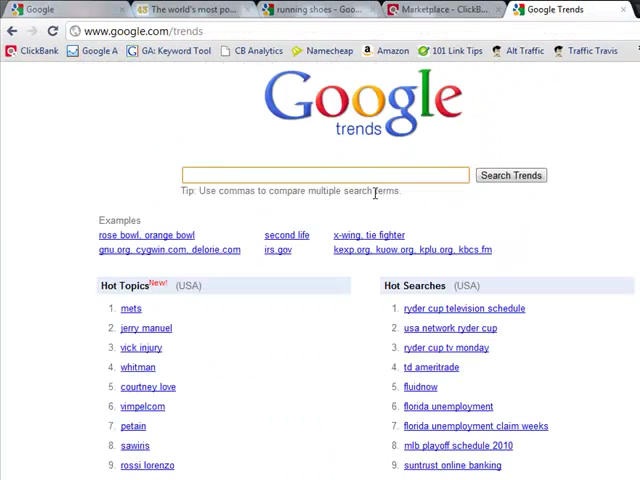 Google
The world's most po...
running shoes - Goo...
Marketplace - ClickB...
Google Trends
www.google.com/trends
ClickBank
Google A
GA: Keyword Tool
CB Analytics
Namecheap
Amazon
101 Link Tips
Alt Traffic
Traffic Travis
Google
trends
Search Trends
Tip: Use commas to compare multiple search terms.
Examples
rose bowl, orange bowl second life x-wing, tie fighter
gnu.org, cygwin.com, delorie.com irs.gov kexp.org, kuow.org, kplu.org, kbcs.fm
Hot Topics New! (USA)
1. mets
2. jerry manuel
3. vick injury
4. whitman
5. courtney love
6. vimpelcom
7. petain
8. sawiris
9. rossi lorenzo
Hot Searches (USA)
1. ryder cup television schedule
2. usa network ryder cup
3. ryder cup tv monday
4. td ameritrade
5. fluidnow
6. florida unemployment
7. florida unemployment claim weeks
8. mlb playoff schedule 2010
9. suntrust online banking